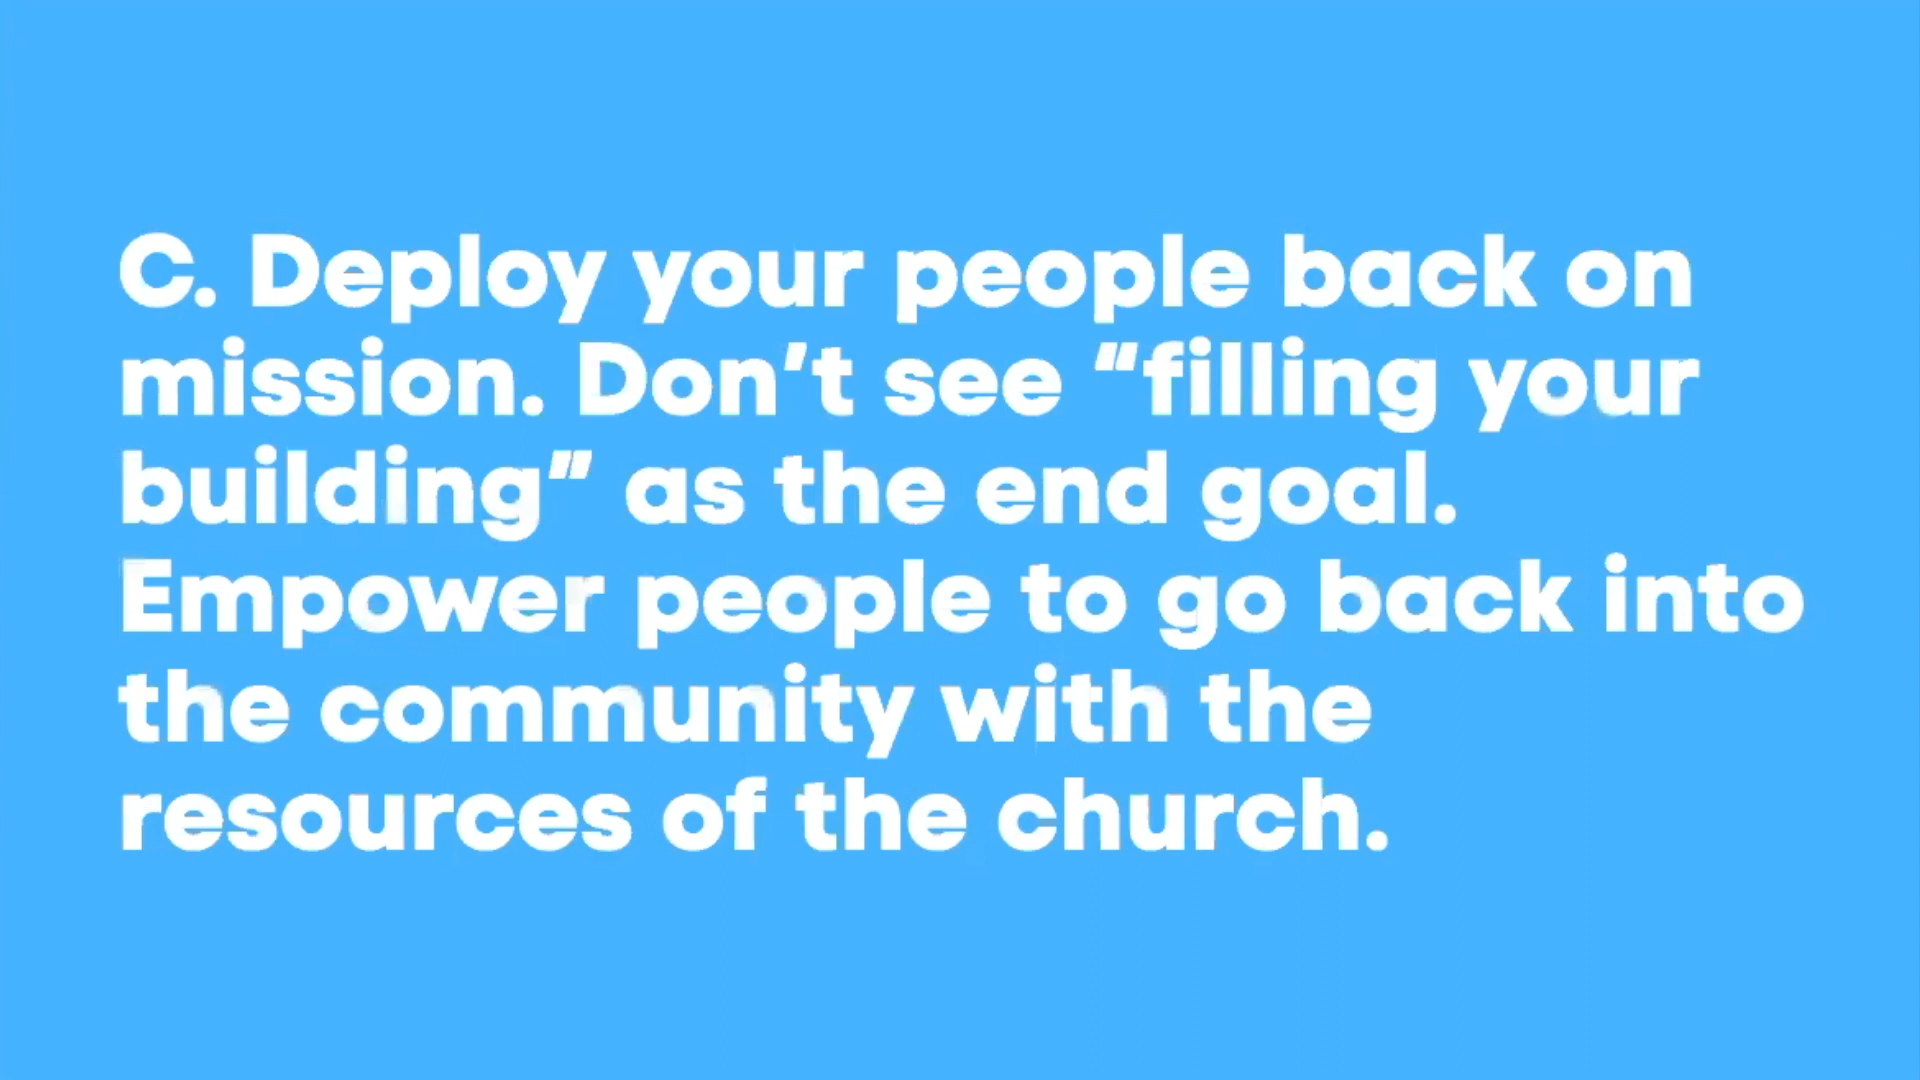 C. Deploy your people back on
mission. Don’t see “filling your
building” as the end goal.
Empower people to go back into
the community with the
resources of the church.